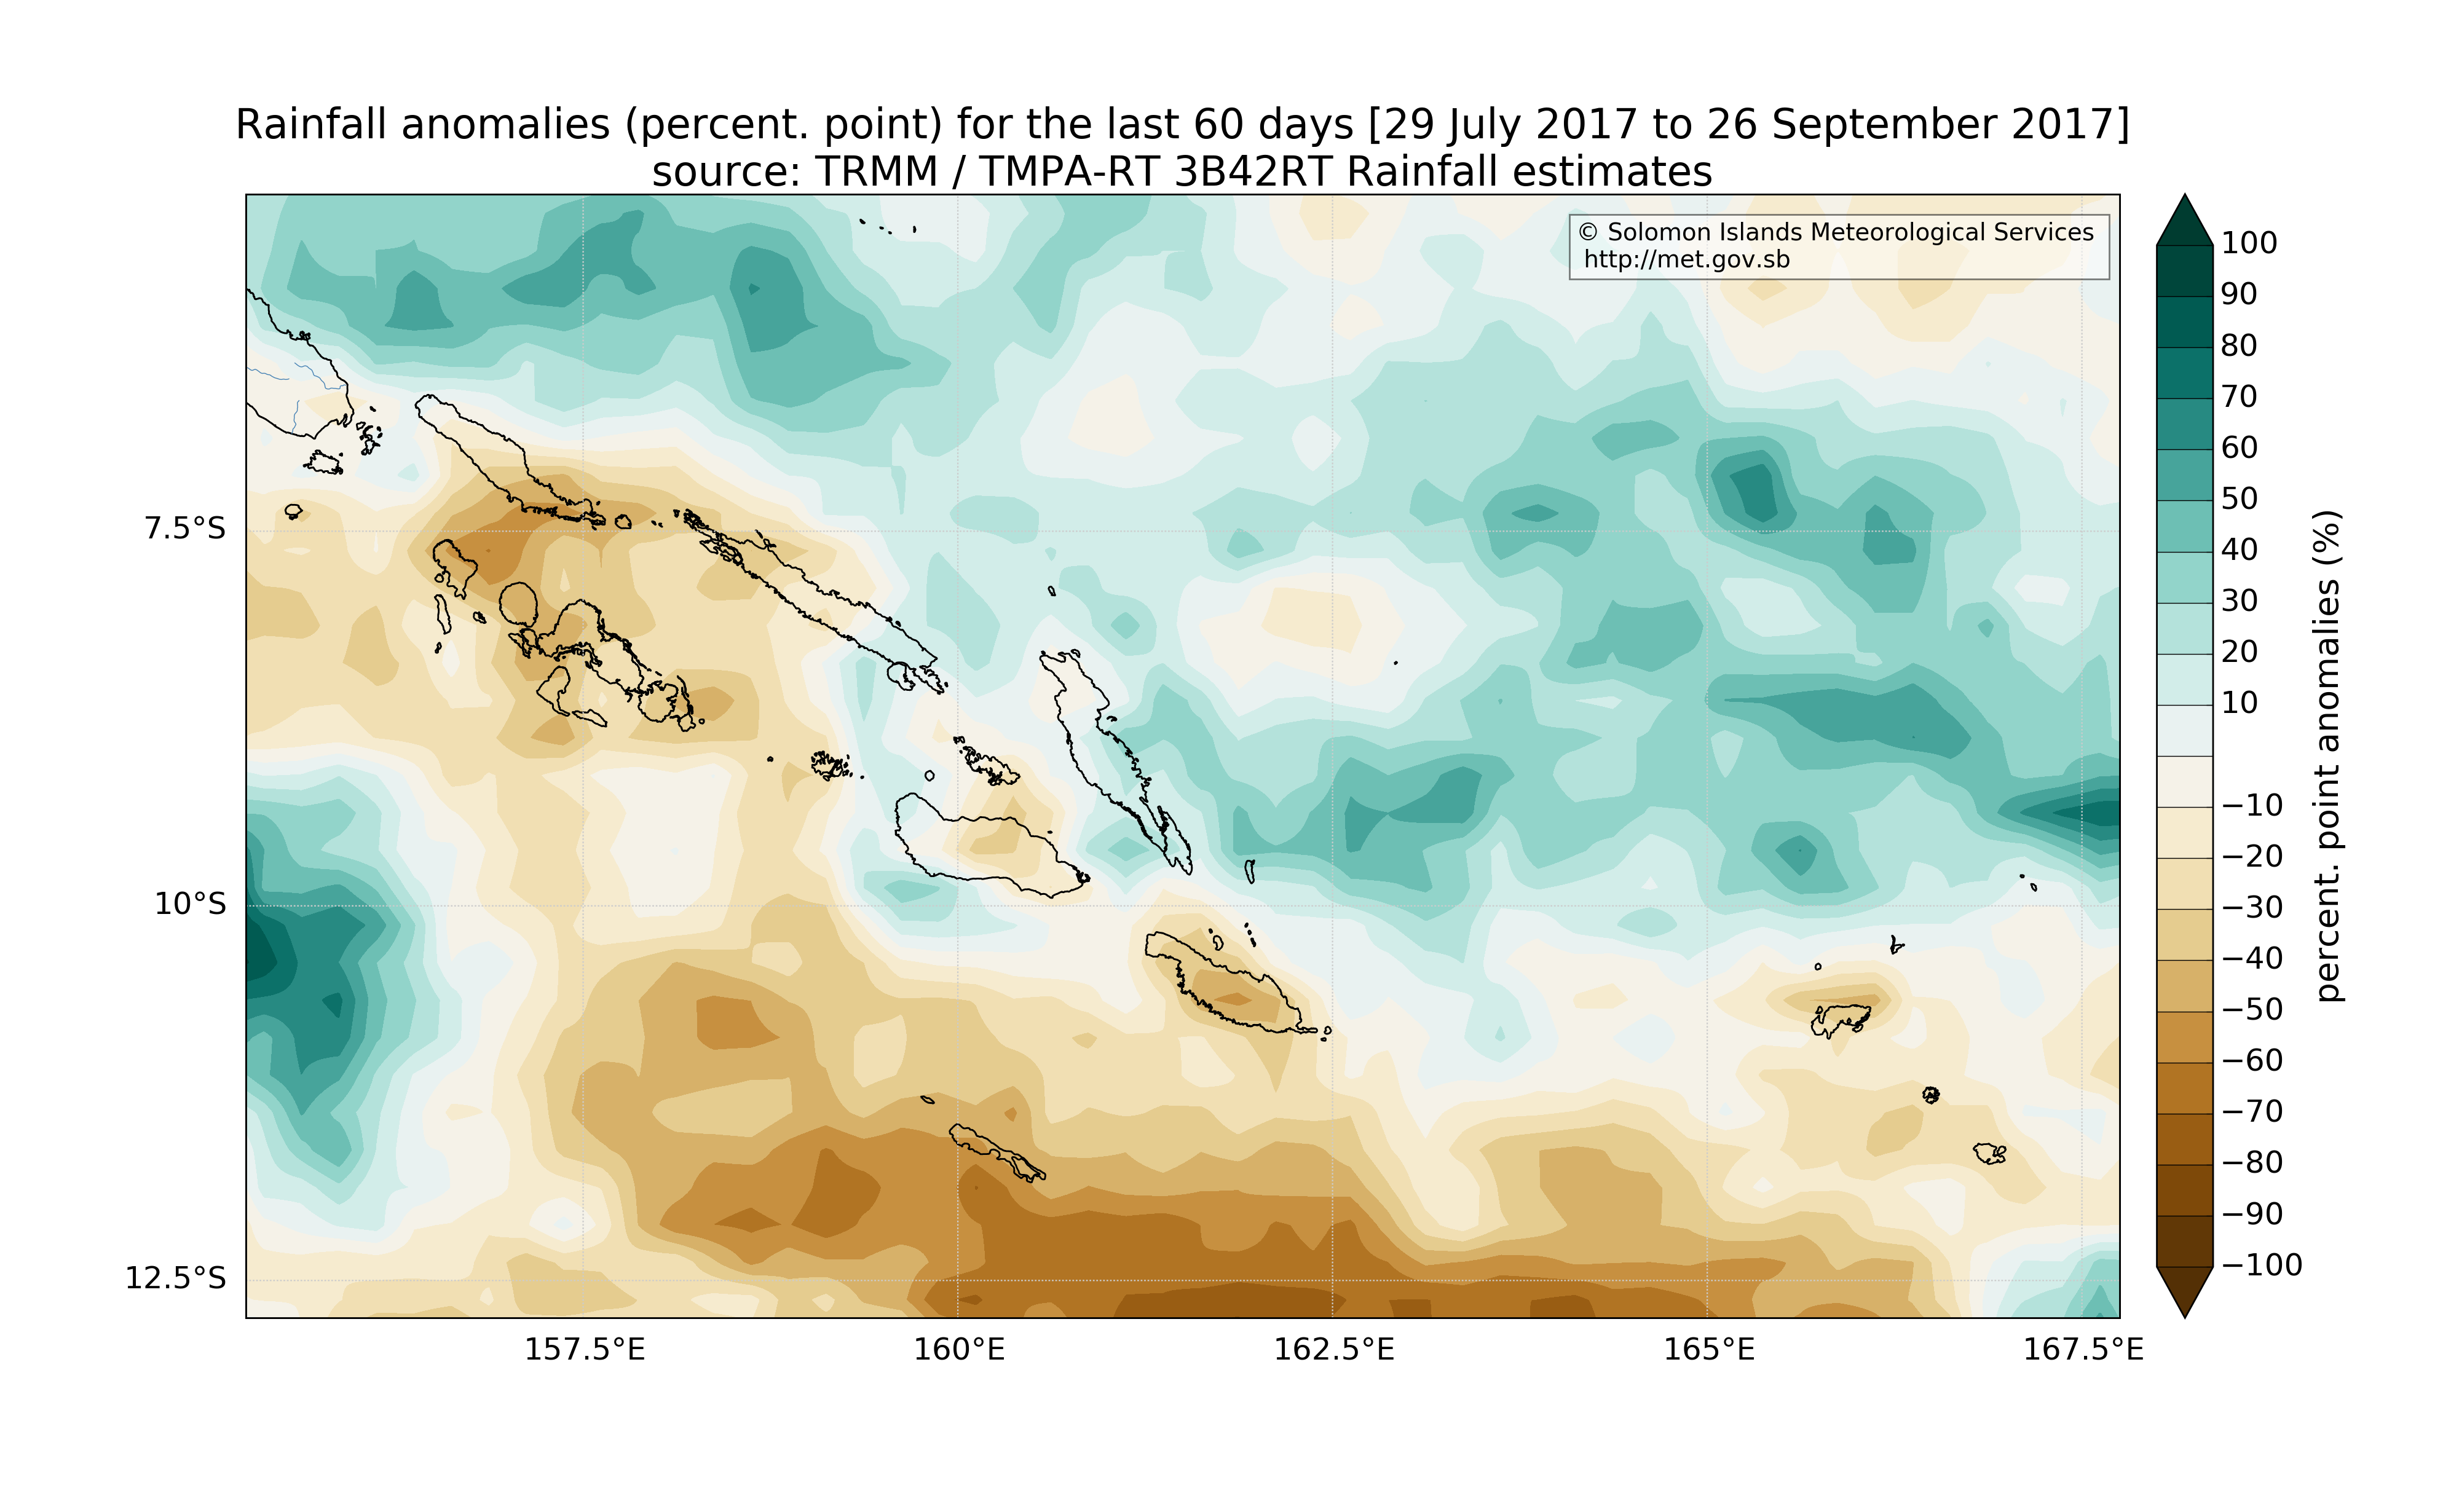 Rainfall anomalies (percent. point) for the last 60 days [29 July 2017 to 26 September 2017]
source: TRMM / TMPA-RT 3B42RT Rainfall estimates
© Solomon Islands Meteorological Services
http://met.gov.sb
7.5°S
10°S
12.5°S
157.5°E
160°E
162.5°E
165°E
167.5°E
100
90
80
70
60
50
40
30
20
10
−10
−20
−30
−40
−50
−60
−70
−80
−90
−100
percent. point anomalies (%)